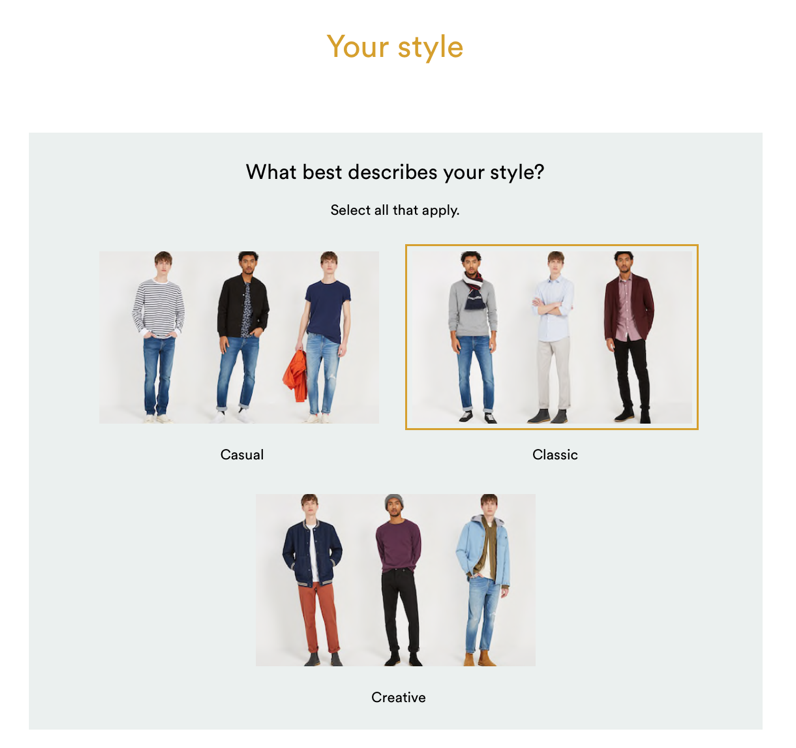 Your style
What best describes your style?
Select all that apply.
Casual
Classic
Creative